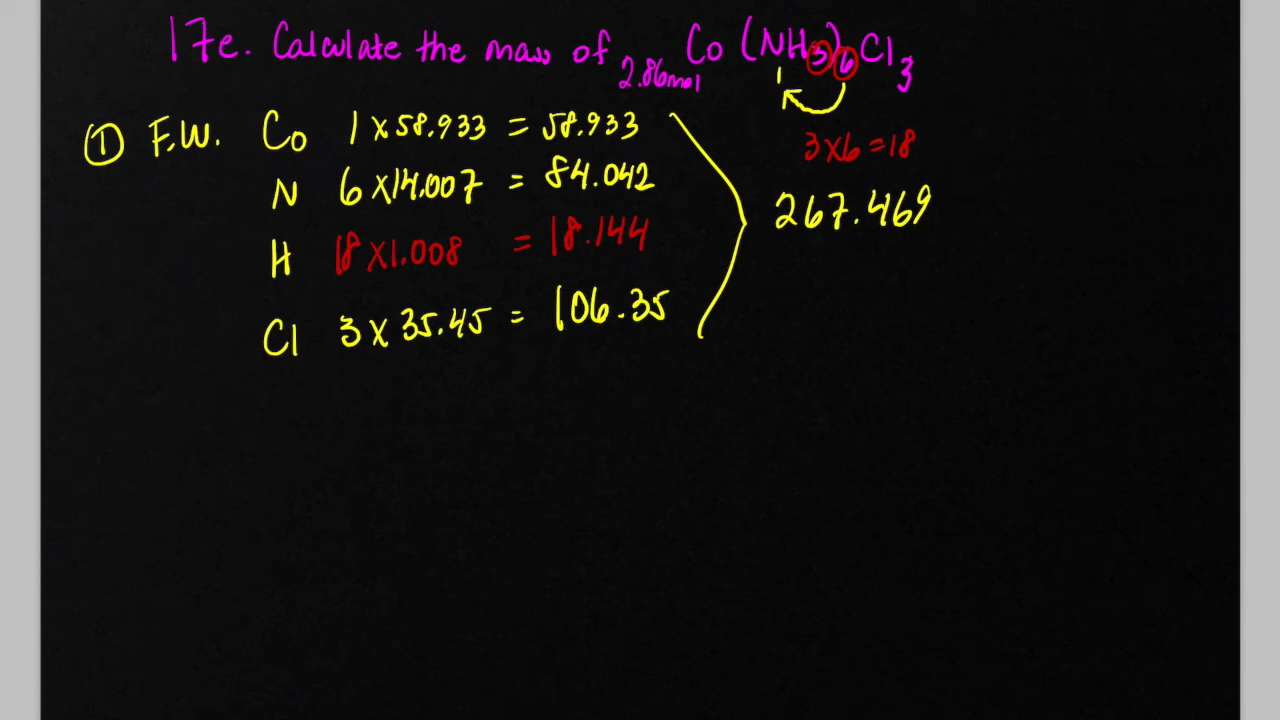 17e. Calculate the mass of 2.86mol Co(NH3)6Cl3
1
3x6=18
① F.W. Co 1x58.933 = 58.933
N 6x14.007 = 84.042
267.469
H 18x1.008 = 18.144
Cl 3x35.45 = 106.35